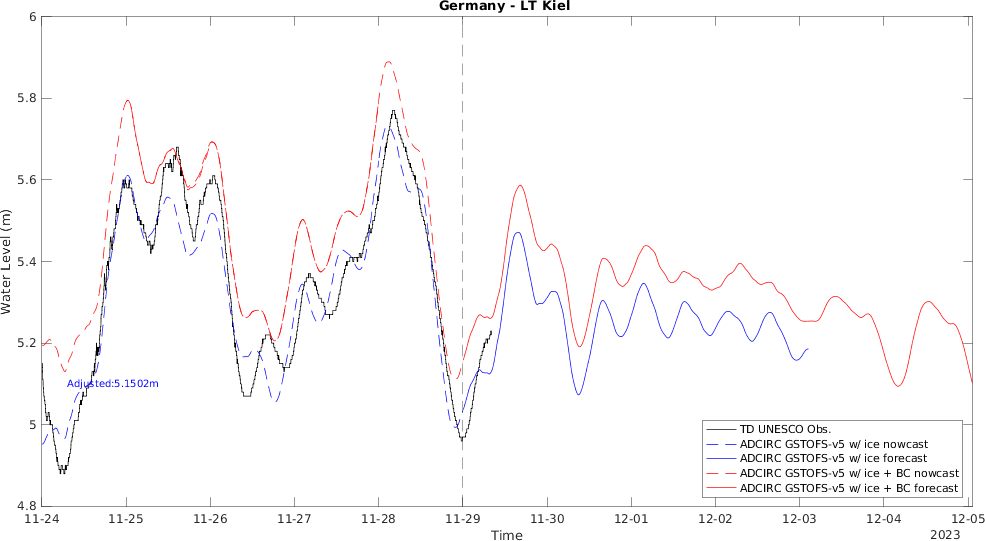 Germany - LT Kiel
Water Level (m)
6
5.8
5.6
5.4
5.2
5
4.8
Adjusted:5.1502m
TD UNESCO Obs.
ADCIRC GSTOFS-v5 w/ ice nowcast
ADCIRC GSTOFS-v5 w/ ice forecast
ADCIRC GSTOFS-v5 w/ ice + BC nowcast
ADCIRC GSTOFS-v5 w/ ice + BC forecast
11-24 11-25 11-26 11-27 11-28 11-29 11-30 12-01 12-02 12-03 12-04 12-05
Time
2023